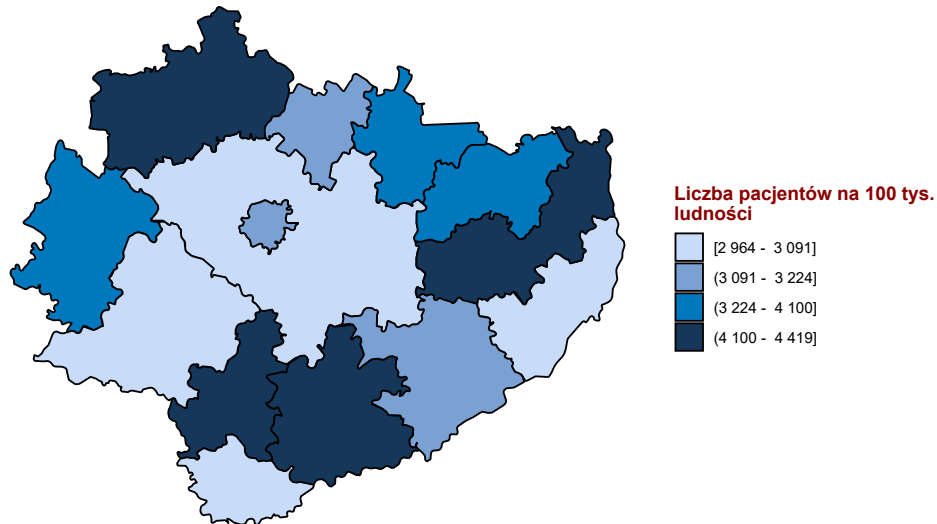 Liczba pacjentów na 100 tys.
ludności
[2 964 - 3 091]
(3 091 - 3 224]
(3 224 - 4 100]
(4 100 - 4 419]